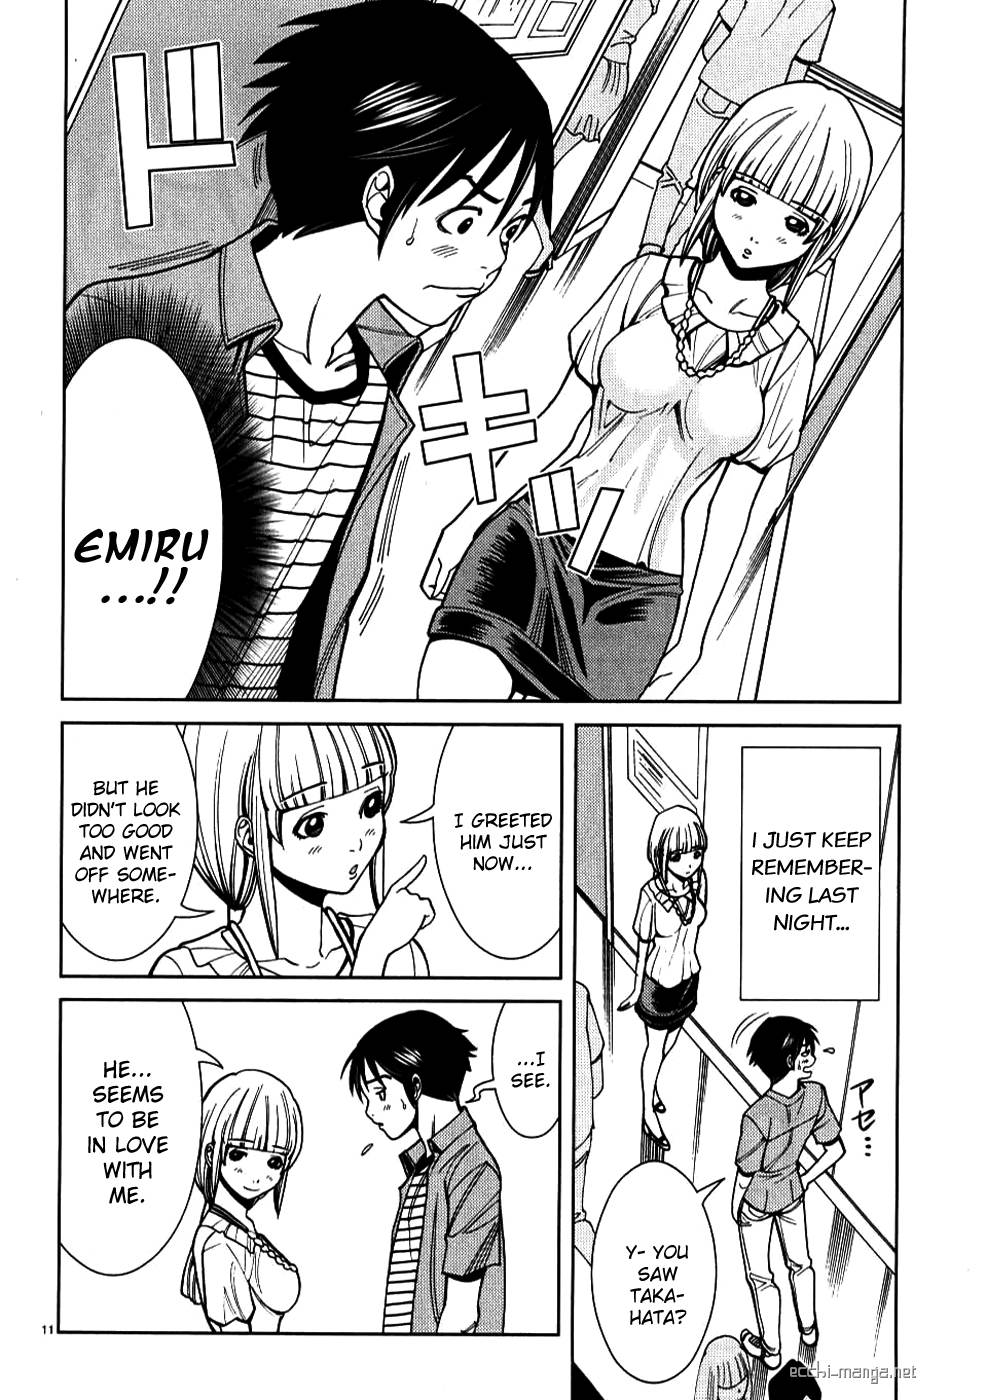 ドキッ
EMIRU
...!!
I JUST KEEP
REMEMBER-
ING LAST
NIGHT...
アセ...
Y- YOU
SAW
TAKA-
HATA?
I GREETED
HIM JUST
NOW...
BUT HE
DIDN'T LOOK
TOO GOOD
AND WENT
OFF SOME-
WHERE.
...I
SEE.
HE...
SEEMS
TO BE
IN LOVE
WITH
ME.
11
ecchi-manga.net